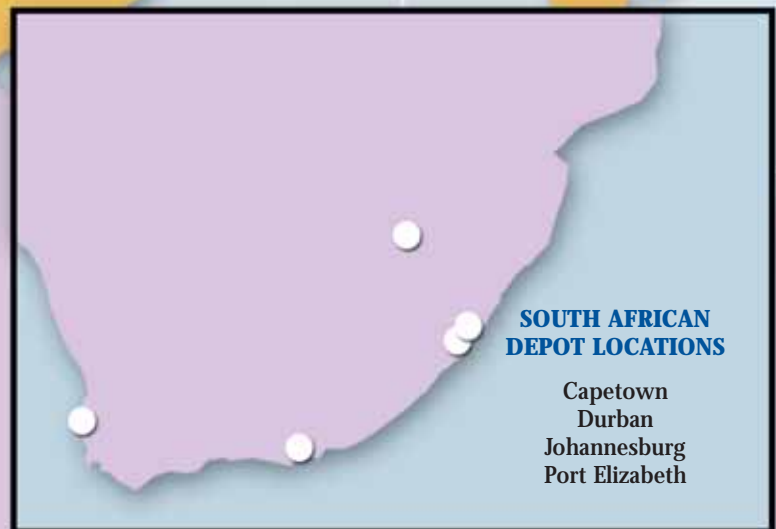 SOUTH AFRICAN
DEPOT LOCATIONS
Capetown
Durban
Johannesburg
Port Elizabeth